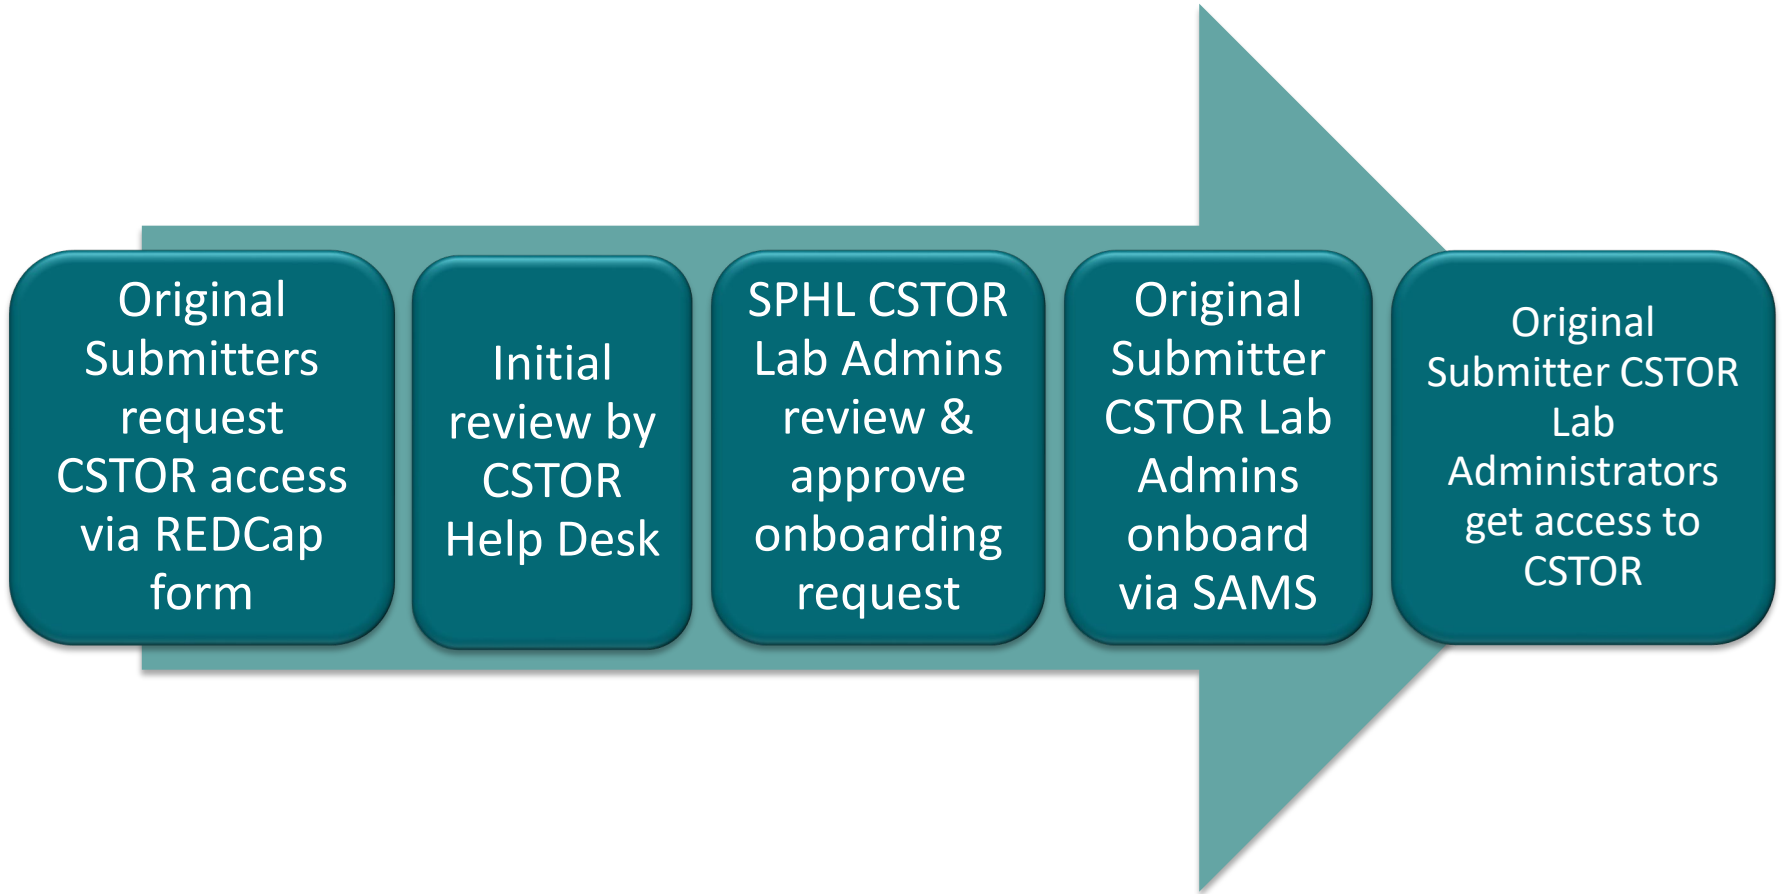 Original
Submitters
request
CSTOR access
via REDCap
form
Initial
review by
CSTOR
Help Desk
SPHL CSTOR
Lab Admins
review &
approve
onboarding
request
Original
Submitter
CSTOR Lab
Admins
onboard
via SAMS
Original
Submitter CSTOR
Lab
Administrators
get access to
CSTOR